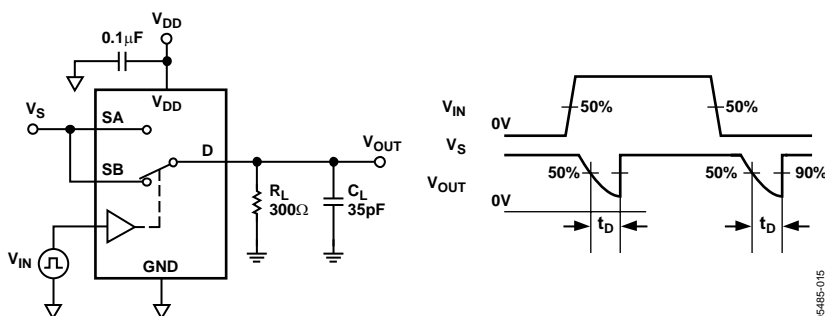 VDD
0.1μF
VDD
VS
SA
SB
D
VOUT
RL
300Ω
CL
35pF
VIN
GND
VIN
50%
50%
0V
VS
VOUT
50%
50%
90%
0V
tD
tD
05485-015